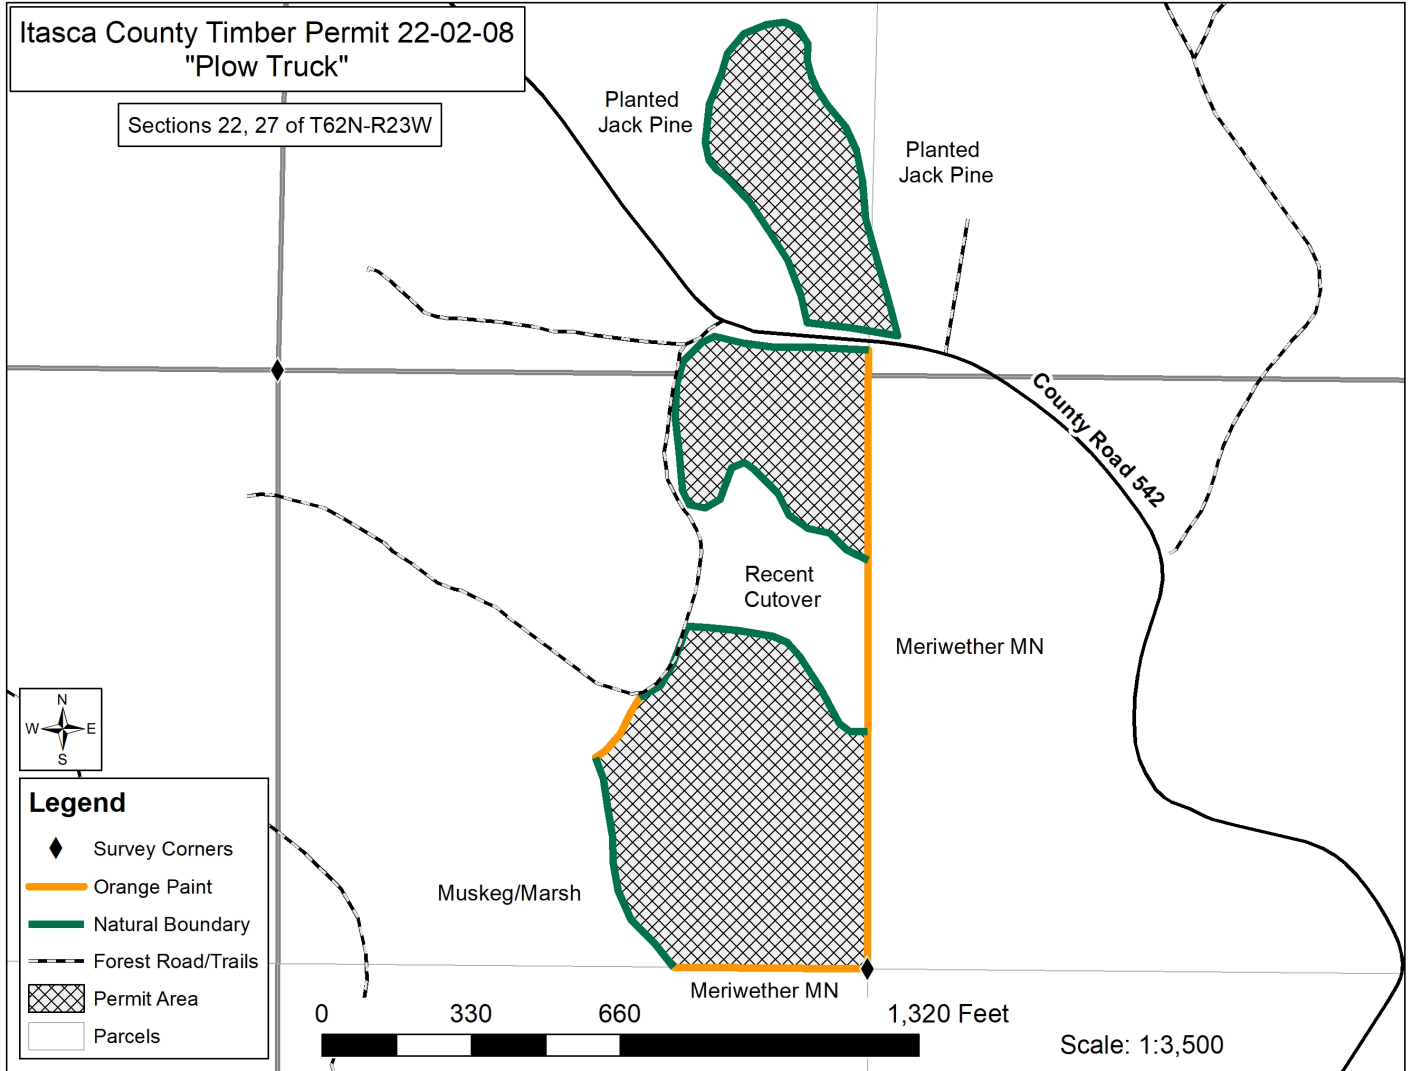 Itasca County Timber Permit 22-02-08
"Plow Truck"
Sections 22, 27 of T62N-R23W
Planted
Jack Pine
Planted
Jack Pine
County Road 542
Recent
Cutover
Meriwether MN
Muskeg/Marsh
Meriwether MN
N
W E
S
Legend
Survey Corners
Orange Paint
Natural Boundary
Forest Road/Trails
Permit Area
Parcels
0 330 660 1,320 Feet
Scale: 1:3,500